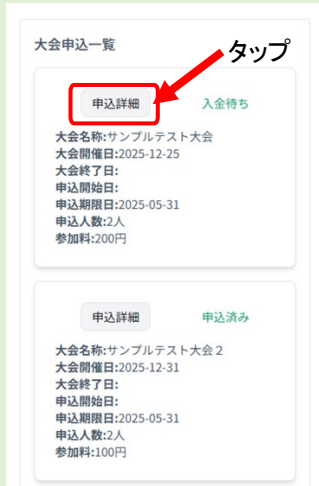 大会申込一覧
タップ
申込詳細 入金待ち
大会名称:サンプルテスト大会
大会開催日:2025-12-25
大会終了日:
申込開始日:
申込期限日:2025-05-31
申込人数:2人
参加料:200円
申込詳細 申込済み
大会名称:サンプルテスト大会２
大会開催日:2025-12-31
大会終了日:
申込開始日:
申込期限日:2025-05-31
申込人数:2人
参加料:100円